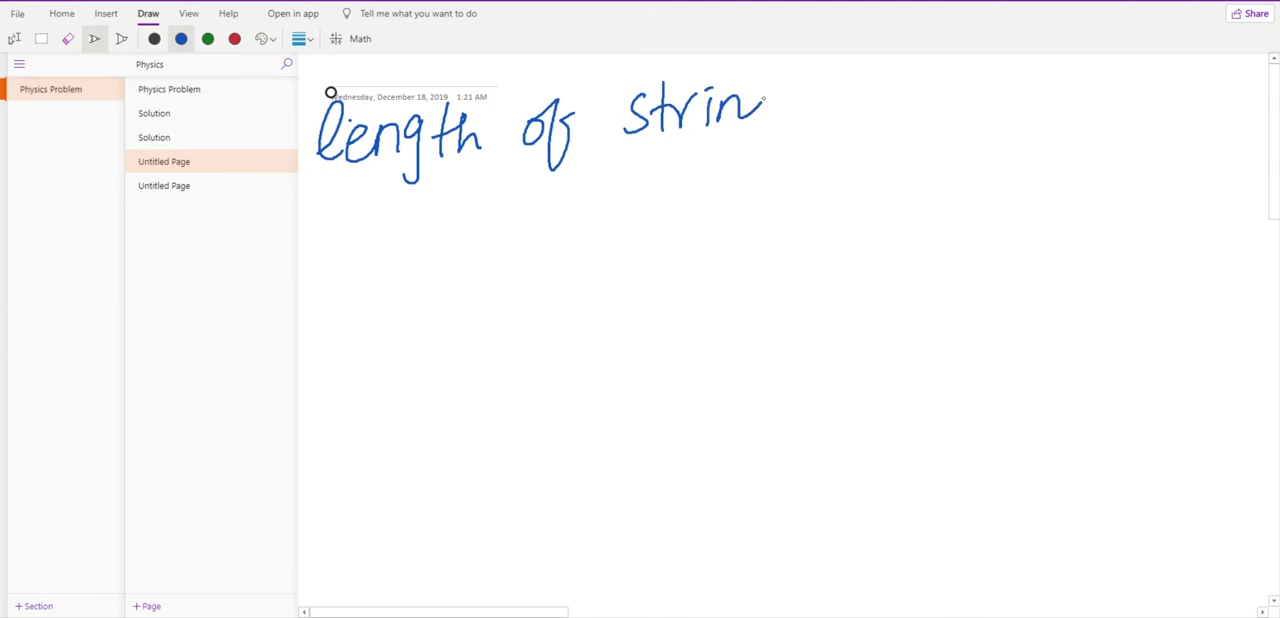 File Home Insert Draw View Help Open in app Tell me what you want to do Share
Math
Physics
Physics Problem
Physics Problem
Solution
Solution
Untitled Page
Untitled Page
Wednesday, December 18, 2019 1:21 AM
length of strin
+ Section + Page